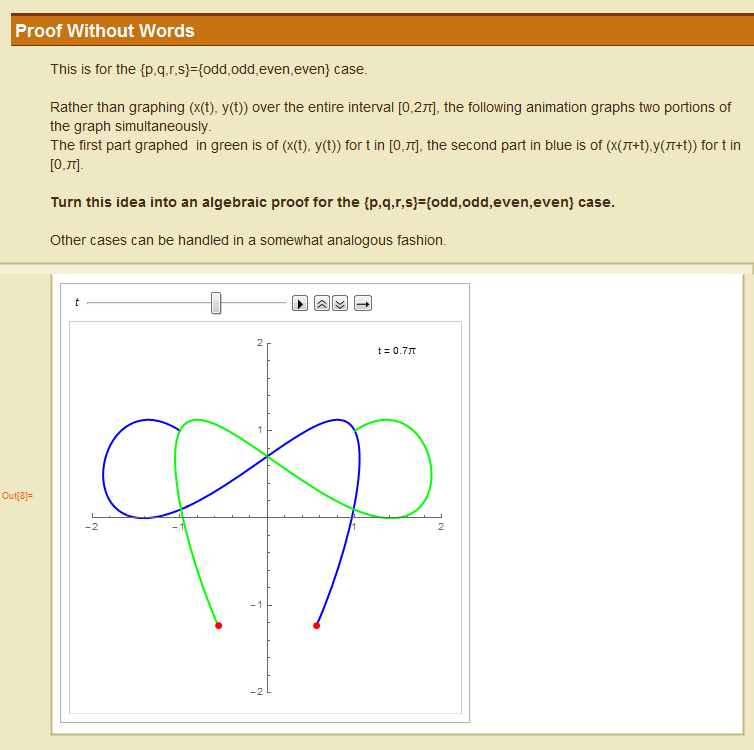 Proof Without Words
This is for the {p,q,r,s}={odd,odd,even,even} case.
Rather than graphing (x(t), y(t)) over the entire interval [0,2π], the following animation graphs two portions of
the graph simultaneously.
The first part graphed  in green is of (x(t), y(t)) for t in [0,π], the second part in blue is of (x(π+t),y(π+t)) for t in
[0,π].
Turn this idea into an algebraic proof for the {p,q,r,s}={odd,odd,even,even} case.
Other cases can be handled in a somewhat analogous fashion.
t
t = 0.7π
2
1
-2
-1
1
2
-1
-2
Out[8]=